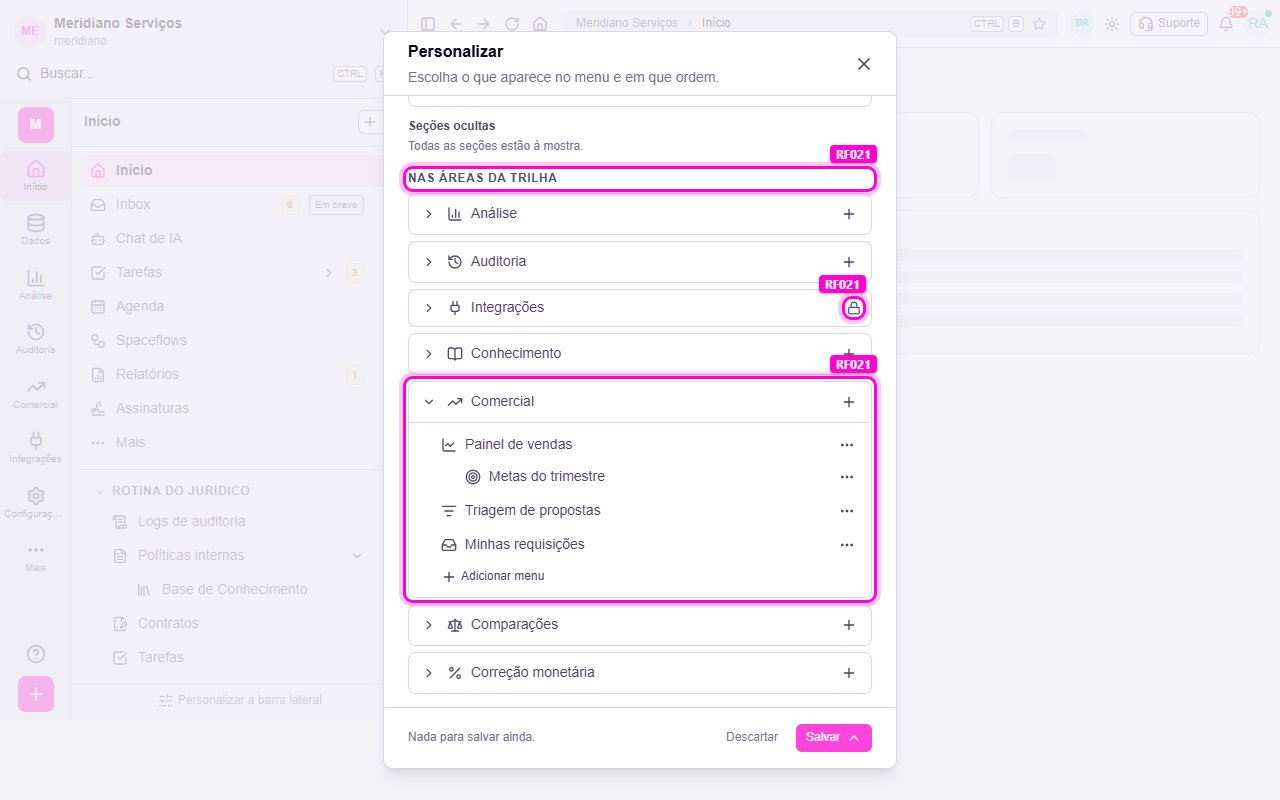 ME
Meridiano Serviços
meridiano
Buscar...
CTRL
Meridiano Serviços
Início
CTRL
B
BR
Suporte
99+
RA
M
Início
Dados
Análise
Auditoria
Comercial
Integrações
Configuraç...
Mais
Início
Início
Inbox
6
Em breve
Chat de IA
Tarefas
3
Agenda
Spaceflows
Relatórios
1
Assinaturas
Mais
ROTINA DO JURÍDICO
Logs de auditoria
Políticas internas
Base de Conhecimento
Contratos
Tarefas
Personalizar a barra lateral
Personalizar
Escolha o que aparece no menu e em que ordem.
Seções ocultas
Todas as seções estão à mostra.
RF021
NAS ÁREAS DA TRILHA
Análise
Auditoria
RF021
Integrações
Conhecimento
RF021
Comercial
Painel de vendas
Metas do trimestre
Triagem de propostas
Minhas requisições
Adicionar menu
Comparações
Correção monetária
Nada para salvar ainda.
Descartar
Salvar